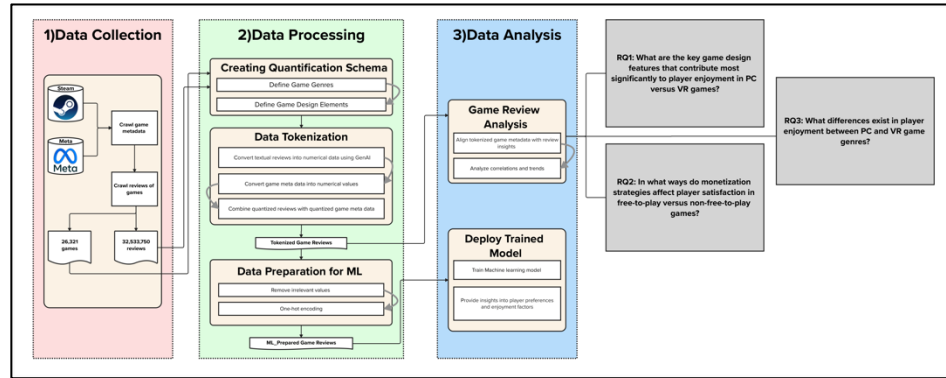 1)Data Collection
Steam
Meta
Meta
Crawl game
metadata
Crawl reviews of
games
26,321
games
32,533,750
reviews
2)Data Processing
Creating Quantification Schema
Define Game Genres
Define Game Design Elements
Data Tokenization
Convert textual reviews into numerical data using GenAI
Convert game meta data into numerical values
Combine quantized reviews with quantized game meta data
Tokenized Game Reviews
Data Preparation for ML
Remove irrelevant values
One-hot encoding
ML_Prepared Game Reviews
3)Data Analysis
Game Review
Analysis
Align tokenized game metadata with review
insights
Analyze correlations and trends
Deploy Trained
Model
Train Machine learning model
Provide insights into player preferences
and enjoyment factors
RQ1: What are the key game design
features that contribute most
significantly to player enjoyment in PC
versus VR games?
RQ2: In what ways do monetization
strategies affect player satisfaction in
free-to-play versus non-free-to-play
games?
RQ3: What differences exist in player
enjoyment between PC and VR game
genres?